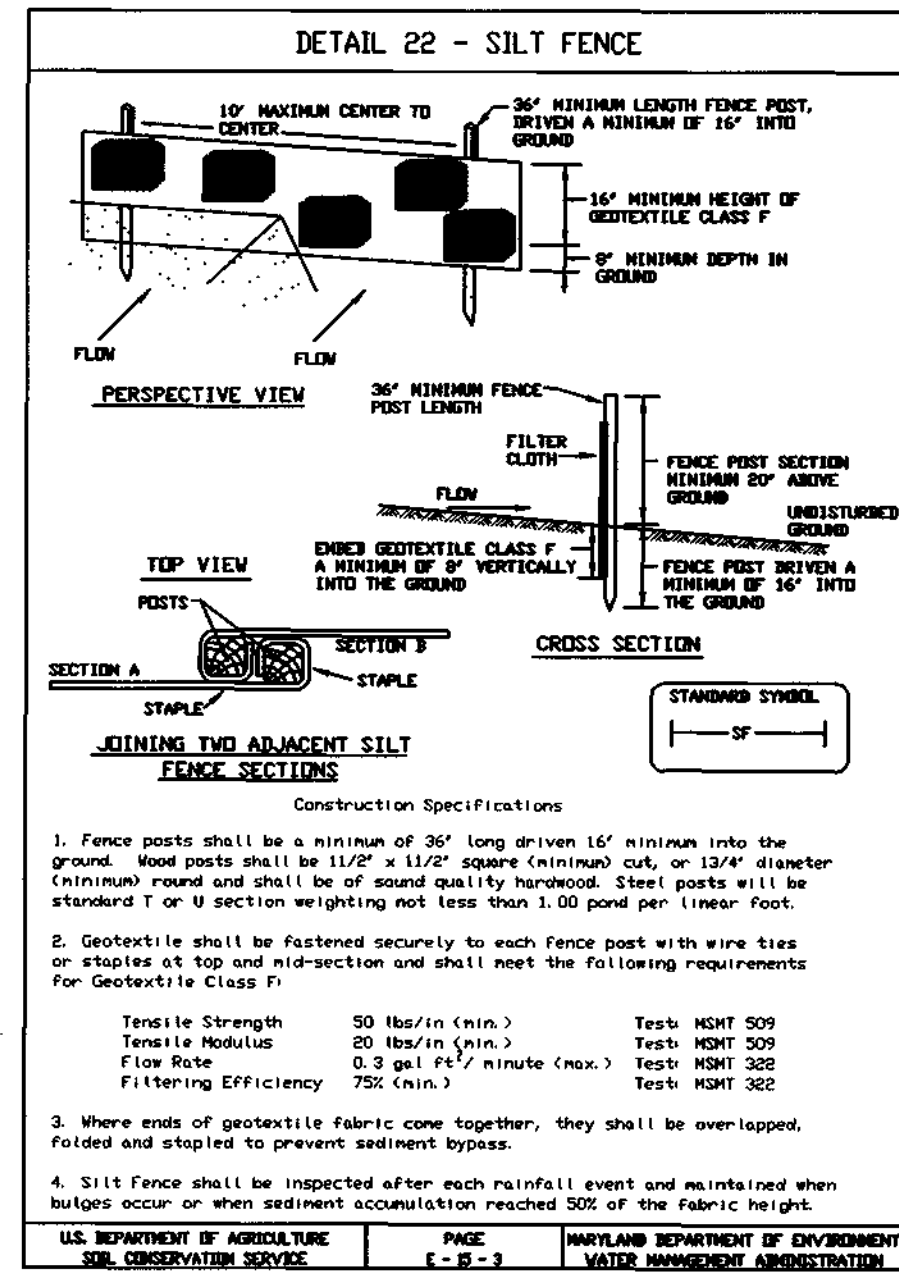 DETAIL 22 - SILT FENCE
10' MAXIMUM CENTER TO
CENTER
36" MINIMUM LENGTH FENCE POST,
DRIVEN A MINIMUM OF 16" INTO
GROUND
16" MINIMUM HEIGHT OF
GEOTEXTILE CLASS F
8" MINIMUM DEPTH IN
GROUND
FLOW
FLOW
PERSPECTIVE VIEW
36" MINIMUM FENCE
POST LENGTH
FILTER
CLOTH
FENCE POST SECTION
MINIMUM 20" ABOVE
GROUND
FLOW
UNDISTURBED
GROUND
EMBED GEOTEXTILE CLASS F
A MINIMUM OF 8" VERTICALLY
INTO THE GROUND
FENCE POST DRIVEN A
MINIMUM OF 16" INTO
THE GROUND
TOP VIEW
POSTS
SECTION B
SECTION A
STAPLE
STAPLE
CROSS SECTION
STANDARD SYMBOL
SF
JOINING TWO ADJACENT SILT
FENCE SECTIONS
Construction Specifications
1. Fence posts shall be a minimum of 36" long driven 16" minimum into the
ground. Wood posts shall be 11/2" x 11/2" square (minimum) cut, or 13/4" diameter
(minimum) round and shall be of sound quality hardwood. Steel posts will be
standard T or U section weighting not less than 1.00 pond per linear foot.
2. Geotextile shall be fastened securely to each fence post with wire ties
or staples at top and mid-section and shall meet the following requirements
for Geotextile Class F:
Tensile Strength 50 lbs/in (min.) Test: MSMT 509
Tensile Modulus 20 lbs/in (min.) Test: MSMT 509
Flow Rate 0.3 gal ft²/ minute (max.) Test: MSMT 322
Filtering Efficiency 75% (min.) Test: MSMT 322
3. Where ends of geotextile fabric come together, they shall be overlapped,
folded and stapled to prevent sediment bypass.
4. Silt Fence shall be inspected after each rainfall event and maintained when
bulges occur or when sediment accumulation reached 50% of the fabric height.
U.S. DEPARTMENT OF AGRICULTURE
SOIL CONSERVATION SERVICE
PAGE
E - 15 - 3
MARYLAND DEPARTMENT OF ENVIRONMENT
WATER MANAGEMENT ADMINISTRATION